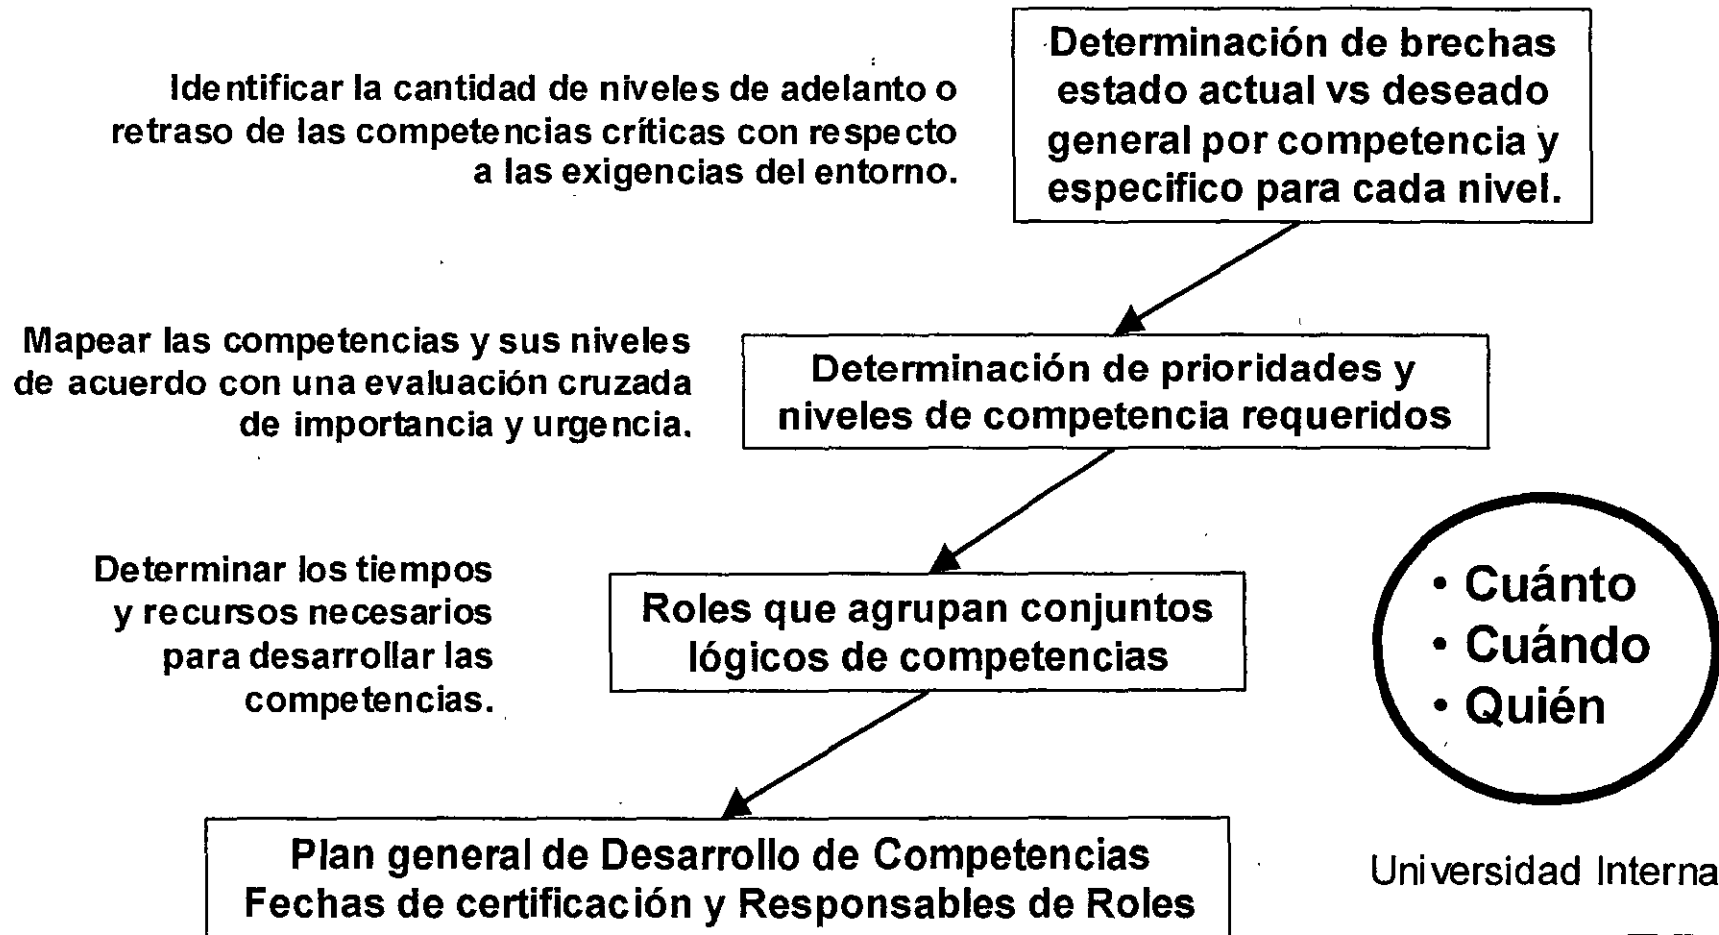 Determinación de brechas
estado actual vs deseado
general por competencia y
especifico para cada nivel.
Identificar la cantidad de niveles de adelanto o
retraso de las competencias críticas con respecto
a las exigencias del entorno.
Mapear las competencias y sus niveles
de acuerdo con una evaluación cruzada
de importancia y urgencia.
Determinación de prioridades y
niveles de competencia requeridos
Determinar los tiempos
y recursos necesarios
para desarrollar las
competencias.
Roles que agrupan conjuntos
lógicos de competencias
• Cuánto
• Cuándo
• Quién
Plan general de Desarrollo de Competencias
Fechas de certificación y Responsables de Roles
Universidad Interna